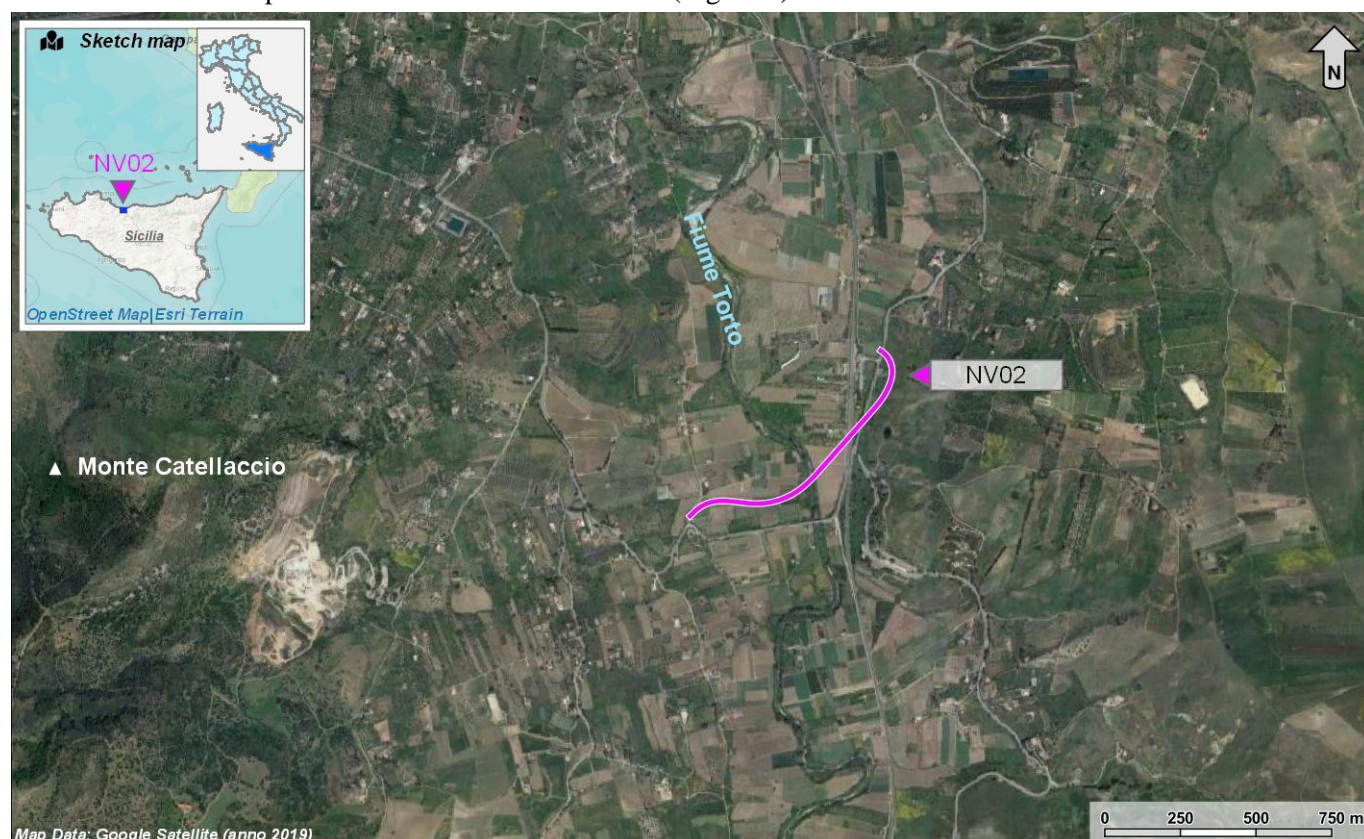 Sketch map
NV02
Sicilia
OpenStreet Map|Esri Terrain
N
Fiume Torto
NV02
Monte Catellaccio
0 250 500 750 m
Map Data: Google Satellite (anno 2019)